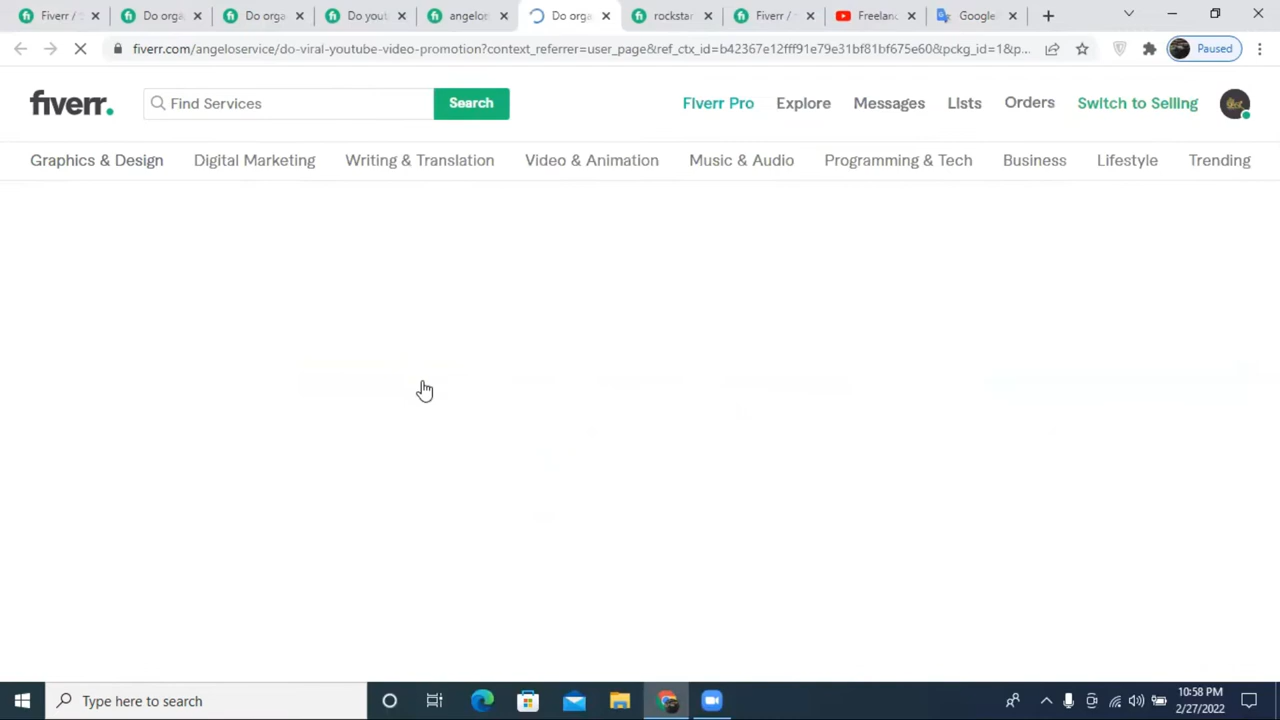 Fiverr / S
Do orga
Do orga
Do yout
angelos
Do orga
rockstar
Fiverr / S
Freelanc
Google
fiverr.com/angeloservice/do-viral-youtube-video-promotion?context_referrer=user_page&ref_ctx_id=b42367e12fff91e79e31bf81bf675e60&pckg_id=1&p...
Paused
fiverr.
Find Services
Search
Fiverr Pro
Explore
Messages
Lists
Orders
Switch to Selling
Graphics & Design
Digital Marketing
Writing & Translation
Video & Animation
Music & Audio
Programming & Tech
Business
Lifestyle
Trending
Type here to search
10:58 PM
2/27/2022